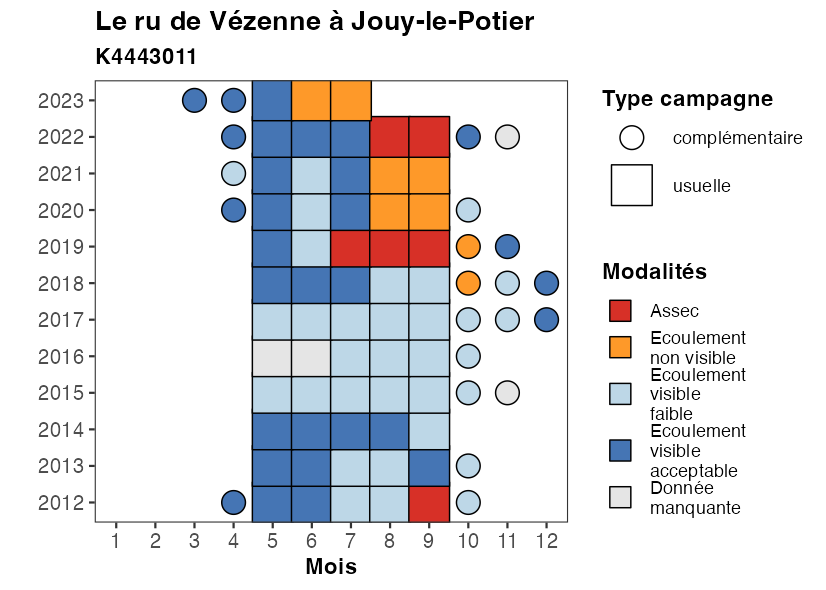 Le ru de Vézenne à Jouy-le-Potier
K4443011
2023
2022
2021
2020
2019
2018
2017
2016
2015
2014
2013
2012
1 2 3 4 5 6 7 8 9 10 11 12
Mois
Type campagne
complémentaire
usuelle
Modalités
Assec
Ecoulement
non visible
Ecoulement
visible
faible
Ecoulement
visible
acceptable
Donnée
manquante